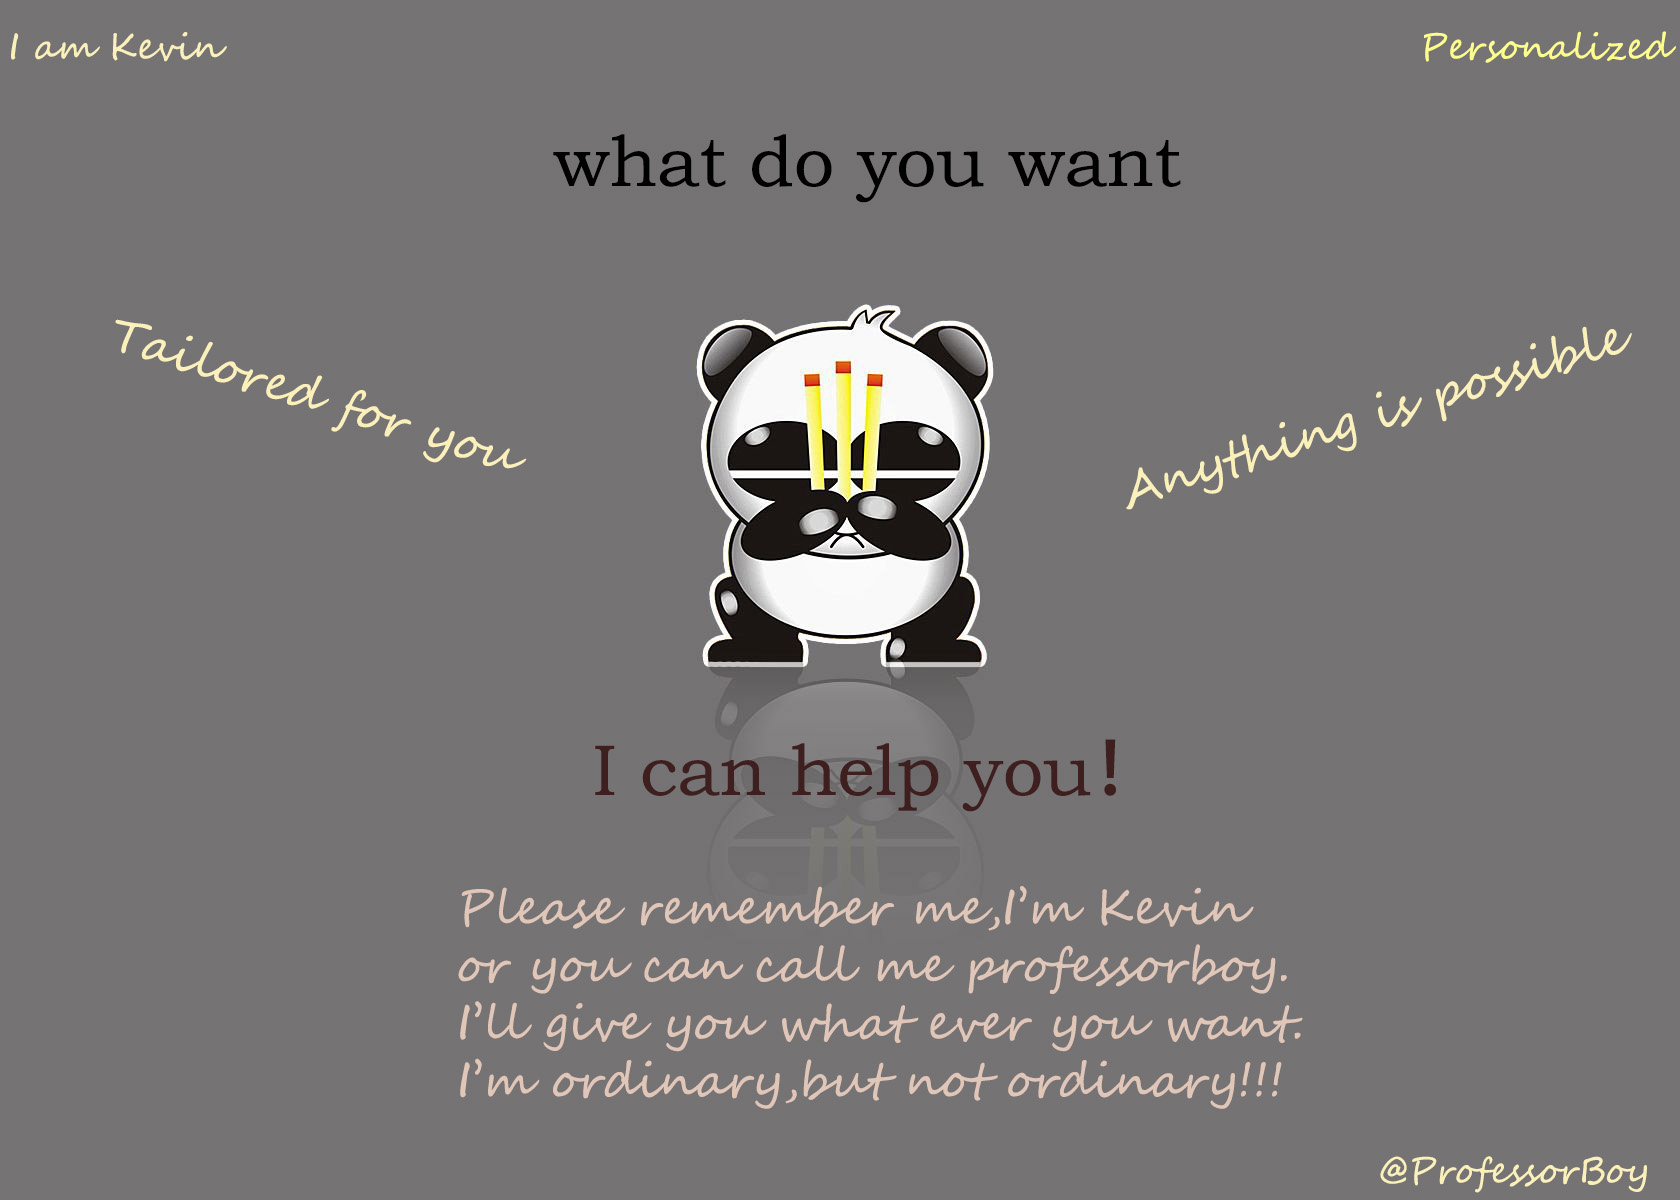 I am Kevin
Personalized
what do you want
Tailored for you
Anything is possible
I can help you!
Please remember me,I'm Kevin
or you can call me professorboy.
I'll give you what ever you want.
I'm ordinary,but not ordinary!!!
@ProfessorBoy